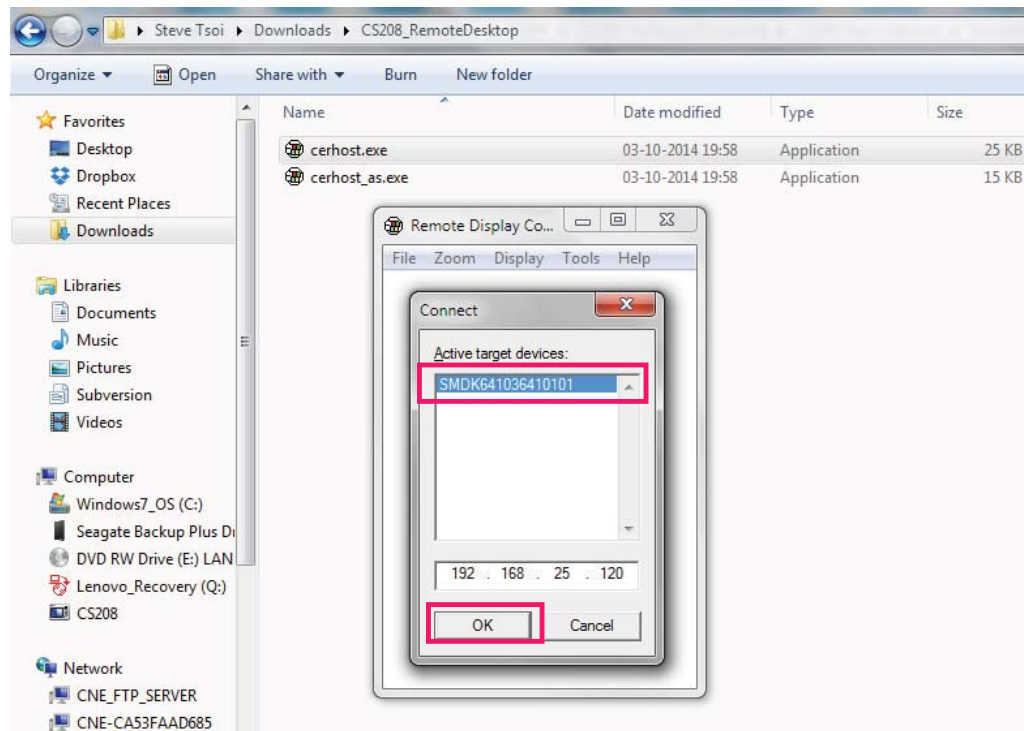 Steve Tsoi Downloads CS208_RemoteDesktop
Organize Open Share with Burn New folder
Favorites
Desktop
Dropbox
Recent Places
Downloads
Libraries
Documents
Music
Pictures
Subversion
Videos
Computer
Windows7_OS (C:)
Seagate Backup Plus Dr
DVD RW Drive (E:) LAN
Lenovo_Recovery (Q:)
CS208
Network
CNE_FTP_SERVER
CNE-CA53FAAD685
Name Date modified Type Size
cerhost.exe 03-10-2014 19:58 Application 25 KB
cerhost_as.exe 03-10-2014 19:58 Application 15 KB
Remote Display Co...
File Zoom Display Tools Help
Connect
Active target devices:
SMDK641036410101
192 . 168 . 25 . 120
OK Cancel